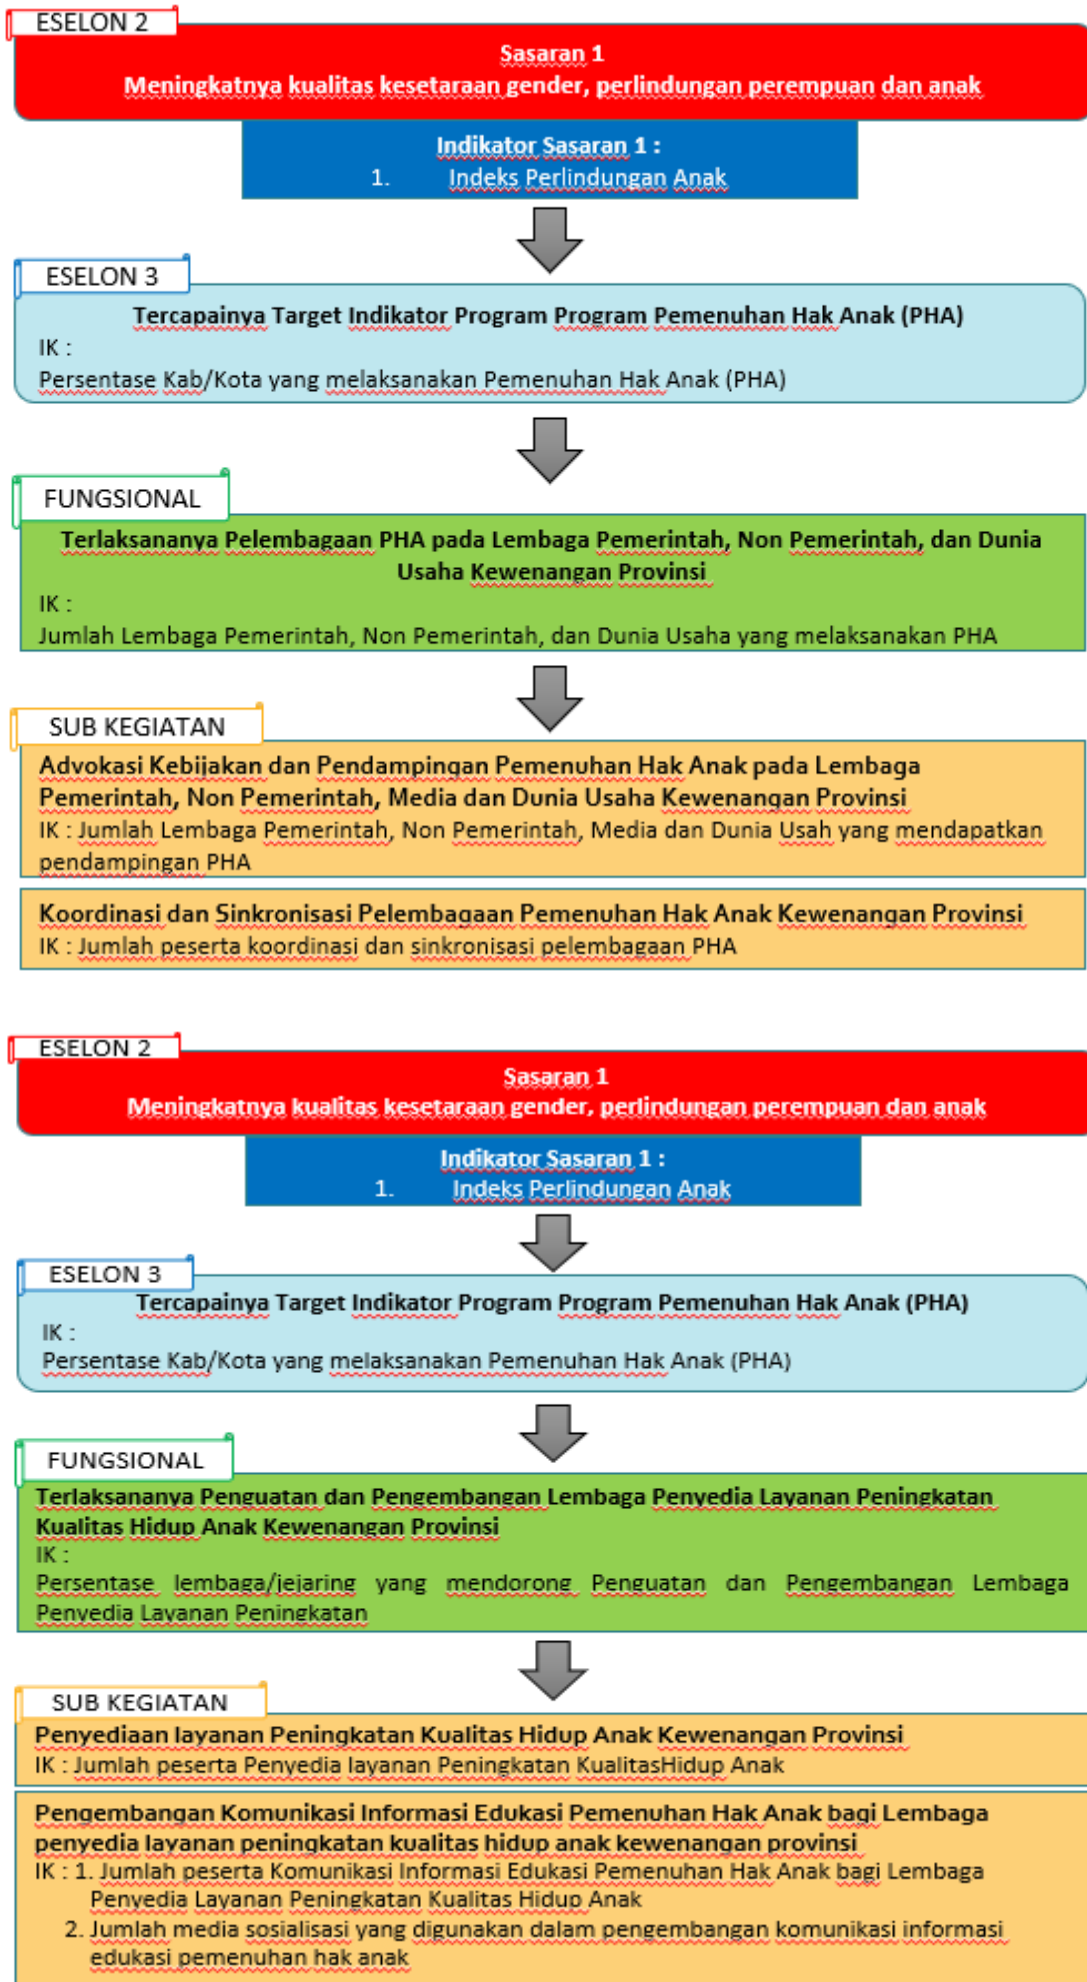 ESELON 2
Sasaran 1
Meningkatnya kualitas kesetaraan gender, perlindungan perempuan dan anak
Indikator Sasaran 1 :
1. Indeks Perlindungan Anak
ESELON 3
Tercapainya Target Indikator Program Program Pemenuhan Hak Anak (PHA)
IK :
Persentase Kab/Kota yang melaksanakan Pemenuhan Hak Anak (PHA)
FUNGSIONAL
Terlaksananya Pelembagaan PHA pada Lembaga Pemerintah, Non Pemerintah, dan Dunia
Usaha Kewenangan Provinsi
IK :
Jumlah Lembaga Pemerintah, Non Pemerintah, dan Dunia Usaha yang melaksanakan PHA
SUB KEGIATAN
Advokasi Kebijakan dan Pendampingan Pemenuhan Hak Anak pada Lembaga
Pemerintah, Non Pemerintah, Media dan Dunia Usaha Kewenangan Provinsi
IK : Jumlah Lembaga Pemerintah, Non Pemerintah, Media dan Dunia Usah yang mendapatkan
pendampingan PHA
Koordinasi dan Sinkronisasi Pelembagaan Pemenuhan Hak Anak Kewenangan Provinsi
IK : Jumlah peserta koordinasi dan sinkronisasi pelembagaan PHA
ESELON 2
Sasaran 1
Meningkatnya kualitas kesetaraan gender, perlindungan perempuan dan anak
Indikator Sasaran 1 :
1. Indeks Perlindungan Anak
ESELON 3
Tercapainya Target Indikator Program Program Pemenuhan Hak Anak (PHA)
IK :
Persentase Kab/Kota yang melaksanakan Pemenuhan Hak Anak (PHA)
FUNGSIONAL
Terlaksananya Penguatan dan Pengembangan Lembaga Penyedia Layanan Peningkatan
Kualitas Hidup Anak Kewenangan Provinsi
IK :
Persentase lembaga/jejaring yang mendorong Penguatan dan Pengembangan Lembaga
Penyedia Layanan Peningkatan
SUB KEGIATAN
Penyediaan layanan Peningkatan Kualitas Hidup Anak Kewenangan Provinsi
IK : Jumlah peserta Penyedia layanan Peningkatan KualitasHidup Anak
Pengembangan Komunikasi Informasi Edukasi Pemenuhan Hak Anak bagi Lembaga
penyedia layanan peningkatan kualitas hidup anak kewenangan provinsi
IK : 1. Jumlah peserta Komunikasi Informasi Edukasi Pemenuhan Hak Anak bagi Lembaga
Penyedia Layanan Peningkatan Kualitas Hidup Anak
2. Jumlah media sosialisasi yang digunakan dalam pengembangan komunikasi informasi
edukasi pemenuhan hak anak